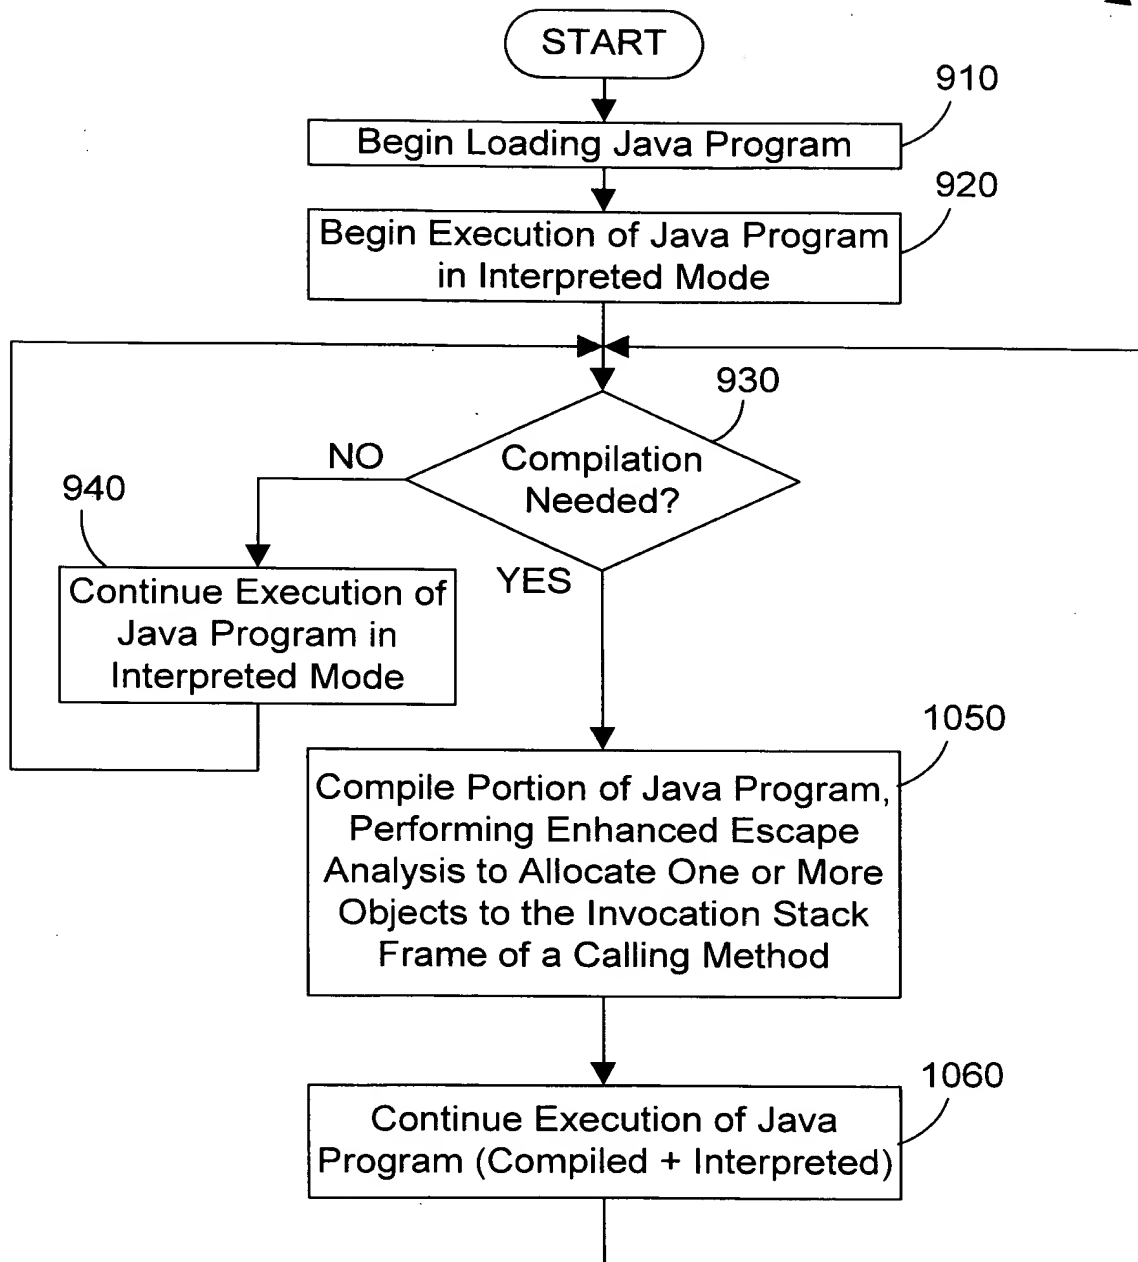 START
910
Begin Loading Java Program
920
Begin Execution of Java Program
in Interpreted Mode
930
Compilation
Needed?
NO
940
Continue Execution of
Java Program in
Interpreted Mode
YES
1050
Compile Portion of Java Program,
Performing Enhanced Escape
Analysis to Allocate One or More
Objects to the Invocation Stack
Frame of a Calling Method
1060
Continue Execution of Java
Program (Compiled + Interpreted)